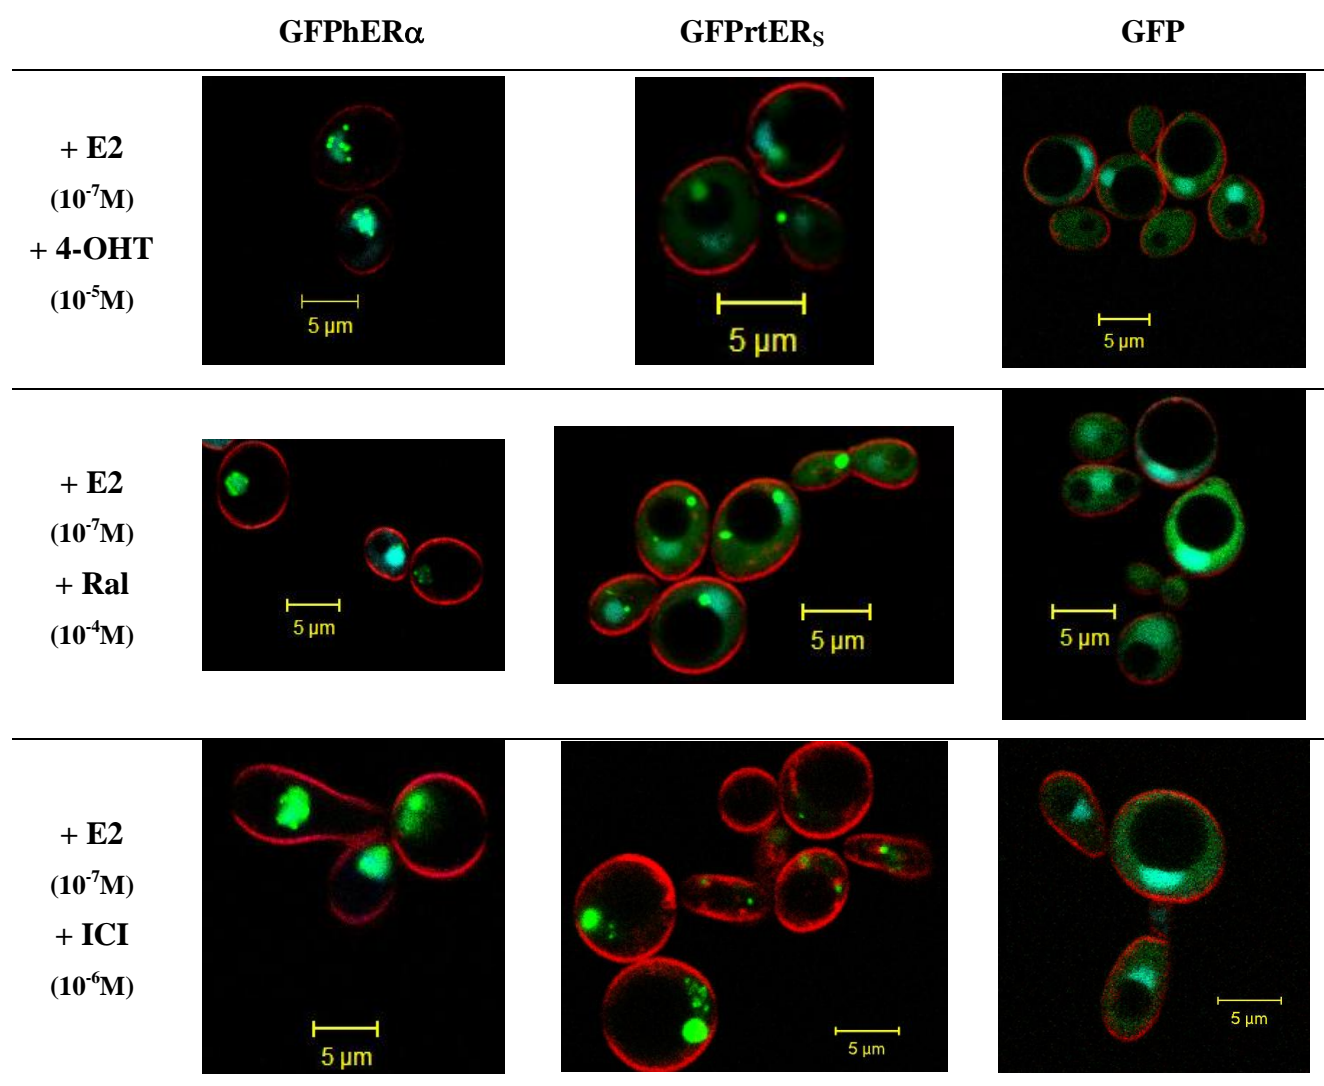 GFPhERα GFPrtERₛ GFP
+ E2
(10⁻⁷M)
+ 4-OHT
(10⁻⁵M)
5 µm
5 µm
5 µm
+ E2
(10⁻⁷M)
+ Ral
(10⁻⁴M)
5 µm
5 µm
5 µm
+ E2
(10⁻⁷M)
+ ICI
(10⁻⁶M)
5 µm
5 µm
5 µm